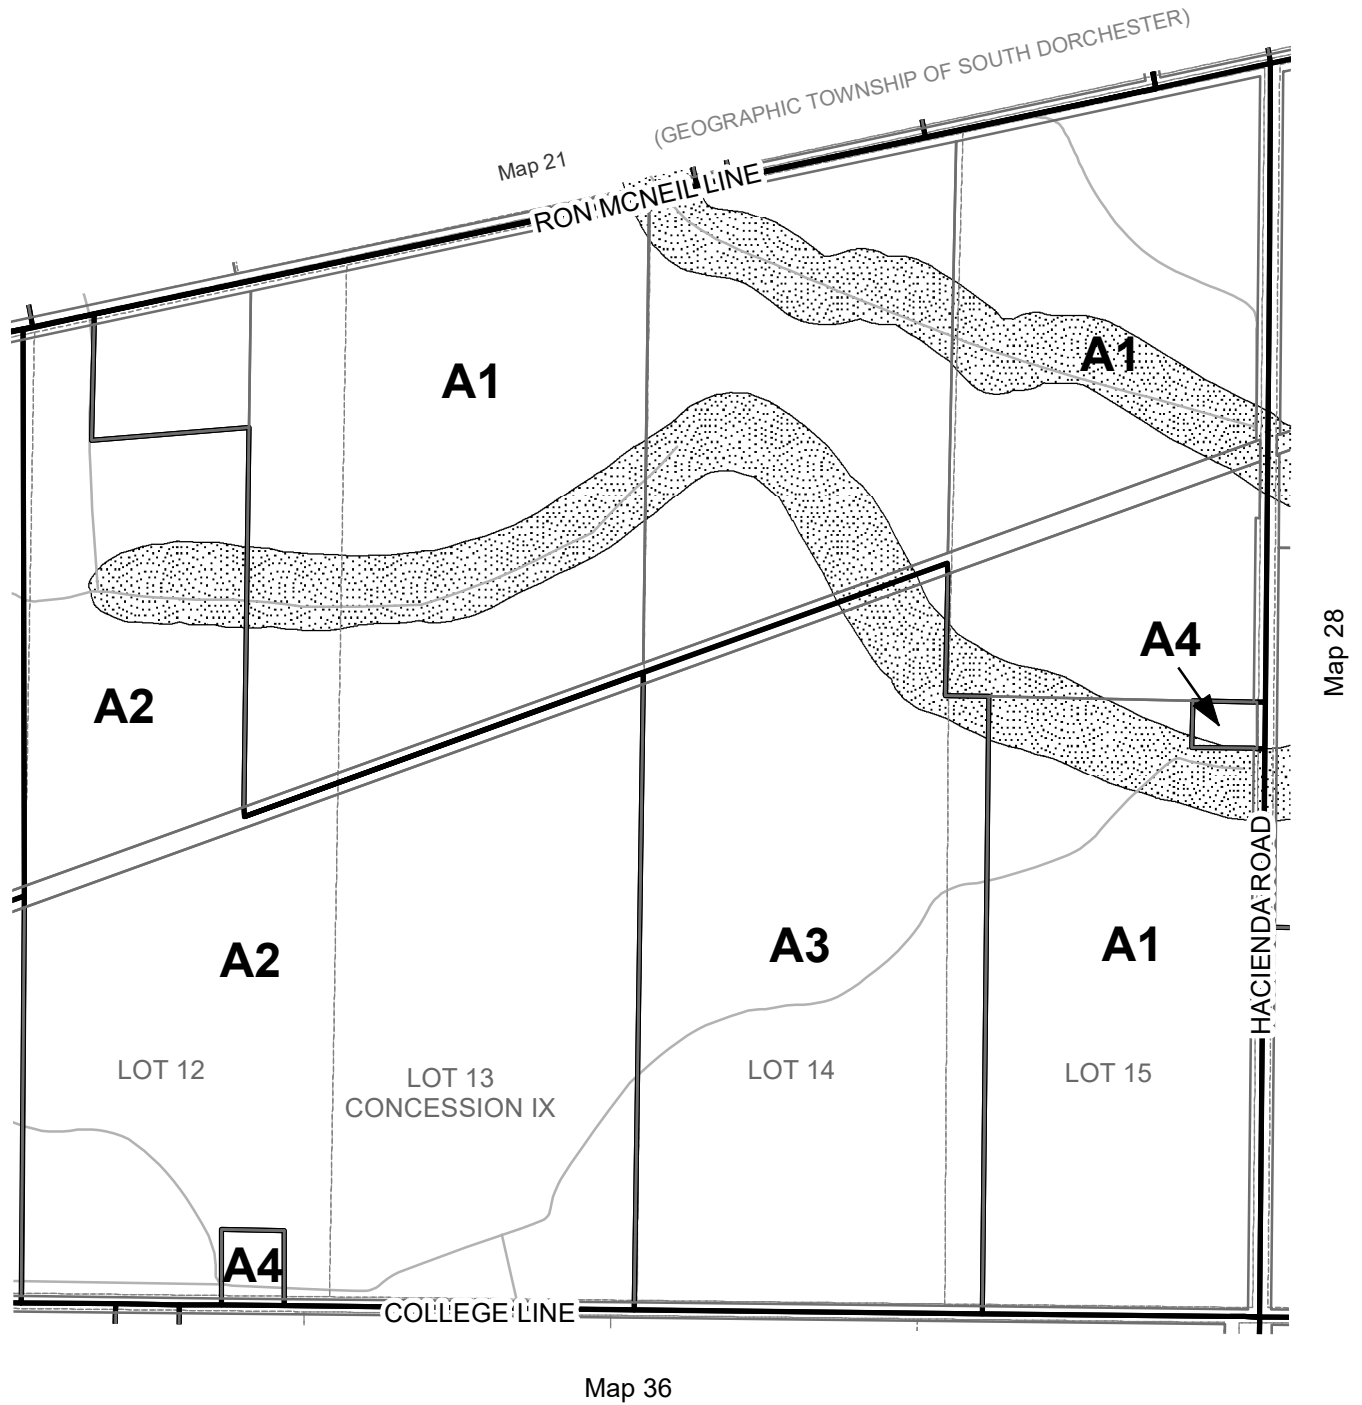 (GEOGRAPHIC TOWNSHIP OF SOUTH DORCHESTER)
Map 21
RON MCNEIL LINE
A1
A1
A4
Map 28
A2
HACIENDA ROAD
A2
A3
A1
LOT 12
LOT 13
CONCESSION IX
LOT 14
LOT 15
A4
COLLEGE LINE
Map 36